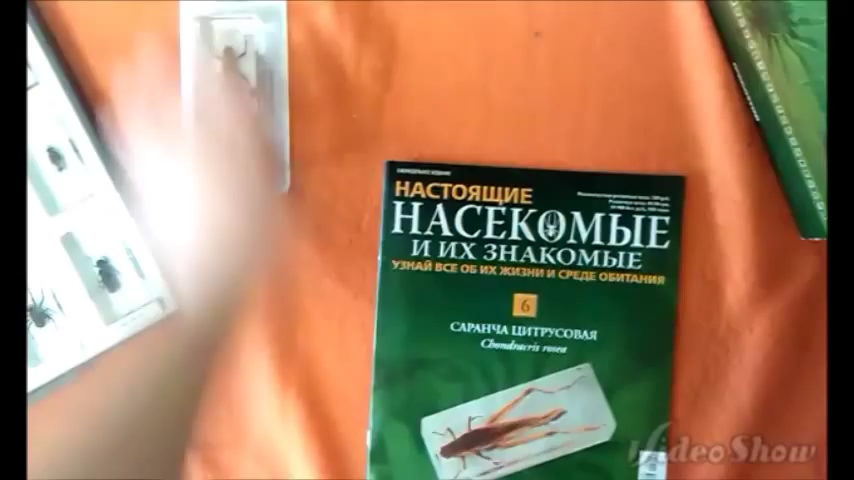 НАСТОЯЩИЕ
НАСЕКОМЫЕ
И ИХ ЗНАКОМЫЕ
УЗНАЙ ВСЕ ОБ ИХ ЖИЗНИ И СРЕДЕ ОБИТАНИЯ
6
САРАНЧА ЦИТРУСОВАЯ
Chondracris rosea
VideoShow